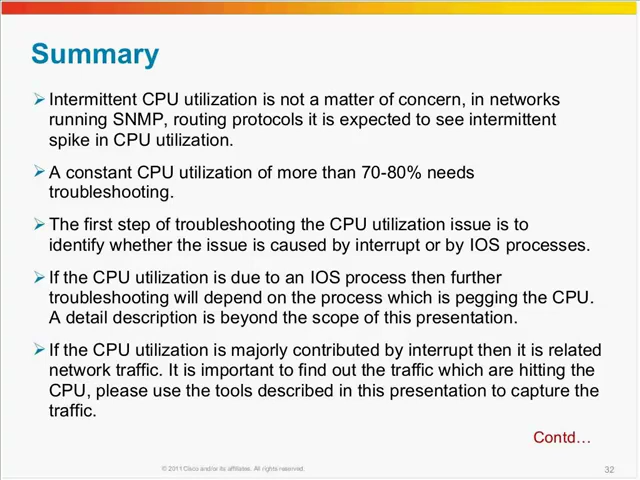 Summary
Intermittent CPU utilization is not a matter of concern, in networks
running SNMP, routing protocols it is expected to see intermittent
spike in CPU utilization.
A constant CPU utilization of more than 70-80% needs
troubleshooting.
The first step of troubleshooting the CPU utilization issue is to
identify whether the issue is caused by interrupt or by IOS processes.
If the CPU utilization is due to an IOS process then further
troubleshooting will depend on the process which is pegging the CPU.
A detail description is beyond the scope of this presentation.
If the CPU utilization is majorly contributed by interrupt then it is related
network traffic. It is important to find out the traffic which are hitting the
CPU, please use the tools described in this presentation to capture the
traffic.
Contd…
© 2011 Cisco and/or its affiliates. All rights reserved.
32